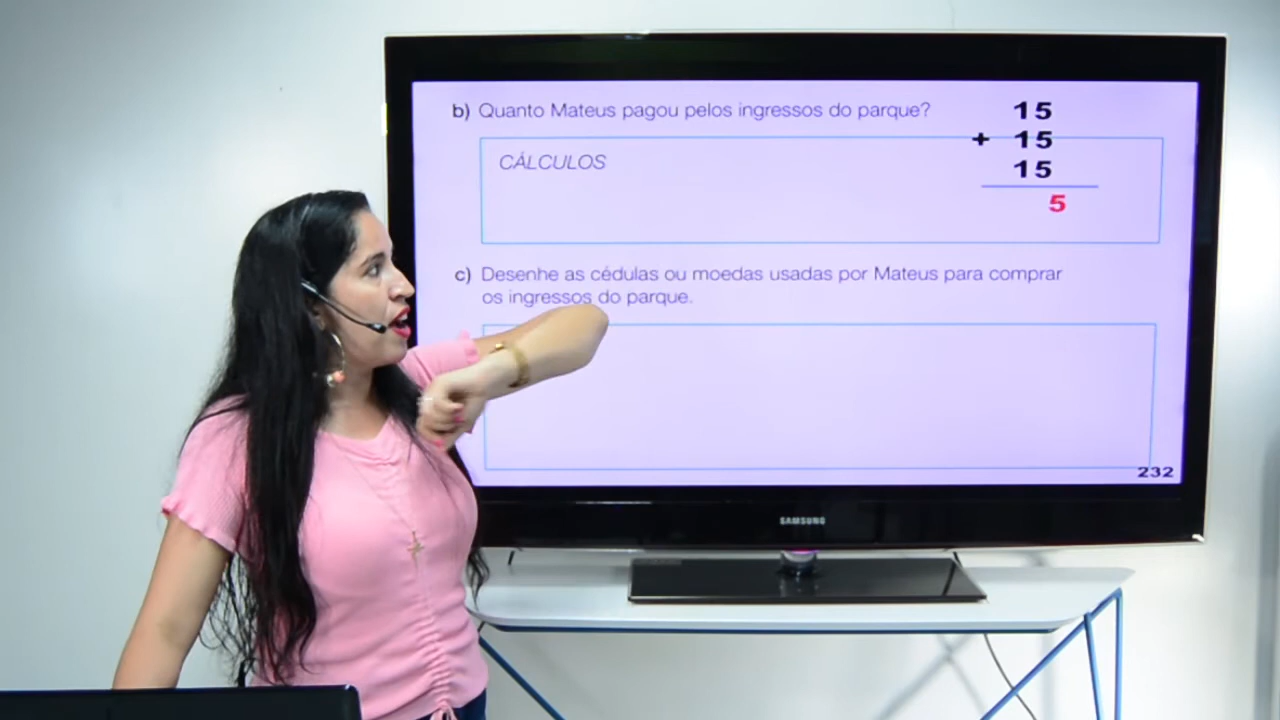 b) Quanto Mateus pagou pelos ingressos do parque?
15
+ 15
15
5
CÁLCULOS
c) Desenhe as cédulas ou moedas usadas por Mateus para comprar
os ingressos do parque.
232
SAMSUNG